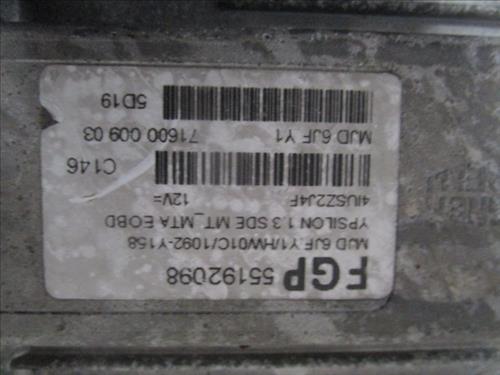 FGP 55192098
MJD 6JF.Y1/HW01C/1092-Y158
YPSILON 1.3 SDE MT_MTA EOBD
4IUSZ2J4F 12V=
C146
MJD 6JF Y1 71600 009 03
5D19